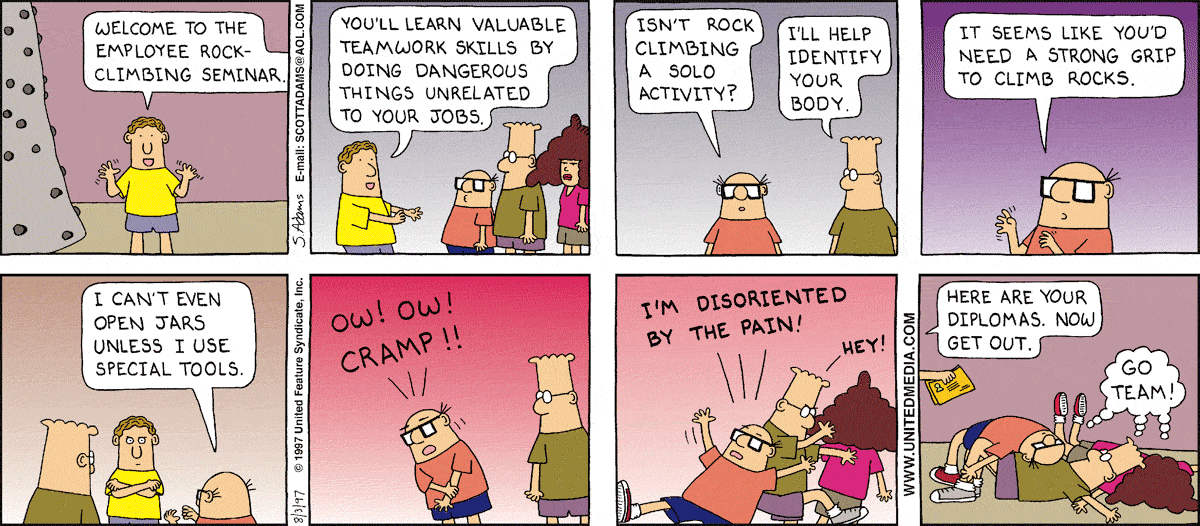 WELCOME TO THE
EMPLOYEE ROCK-
CLIMBING SEMINAR.
S. Adams E-mail: SCOTTADAMS@AOL.COM
YOU'LL LEARN VALUABLE
TEAMWORK SKILLS BY
DOING DANGEROUS
THINGS UNRELATED
TO YOUR JOBS.
ISN'T ROCK
CLIMBING
A SOLO
ACTIVITY?
I'LL HELP
IDENTIFY
YOUR
BODY.
IT SEEMS LIKE YOU'D
NEED A STRONG GRIP
TO CLIMB ROCKS.
I CAN'T EVEN
OPEN JARS
UNLESS I USE
SPECIAL TOOLS.
8/3/97 © 1997 United Feature Syndicate, Inc.
OW! OW!
CRAMP!!
I'M DISORIENTED
BY THE PAIN!
HEY!
WWW.UNITEDMEDIA.COM
HERE ARE YOUR
DIPLOMAS. NOW
GET OUT.
GO
TEAM!